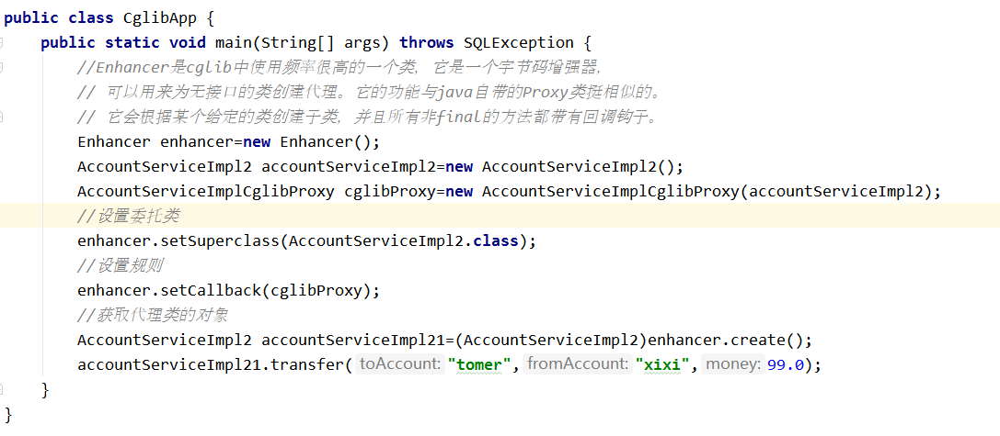 public class CglibApp {
public static void main(String[] args) throws SQLException {
//Enhancer是cglib中使用频率很高的一个类，它是一个字节码增强器，
// 可以用来为无接口的类创建代理。它的功能与java自带的Proxy类挺相似的。
// 它会根据某个给定的类创建子类，并且所有非final的方法都带有回调钩子。
Enhancer enhancer=new Enhancer();
AccountServiceImpl2 accountServiceImpl2=new AccountServiceImpl2();
AccountServiceImplCglibProxy cglibProxy=new AccountServiceImplCglibProxy(accountServiceImpl2);
//设置委托类
enhancer.setSuperclass(AccountServiceImpl2.class);
//设置规则
enhancer.setCallback(cglibProxy);
//获取代理类的对象
AccountServiceImpl2 accountServiceImpl21=(AccountServiceImpl2)enhancer.create();
accountServiceImpl21.transfer( toAccount: "tomer", fromAccount: "xixi", money: 99.0);
}
}